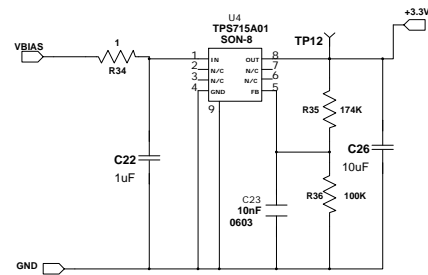 U4
TPS715A01
SON-8
+3.3V
VBIAS
1
R34
TP12
1 IN OUT 8
2 N/C N/C 7
3 N/C N/C 6
4 GND FB 5
9
R35 174K
C22
1uF
C26
10uF
C23
10nF
0603
R36 100K
GND